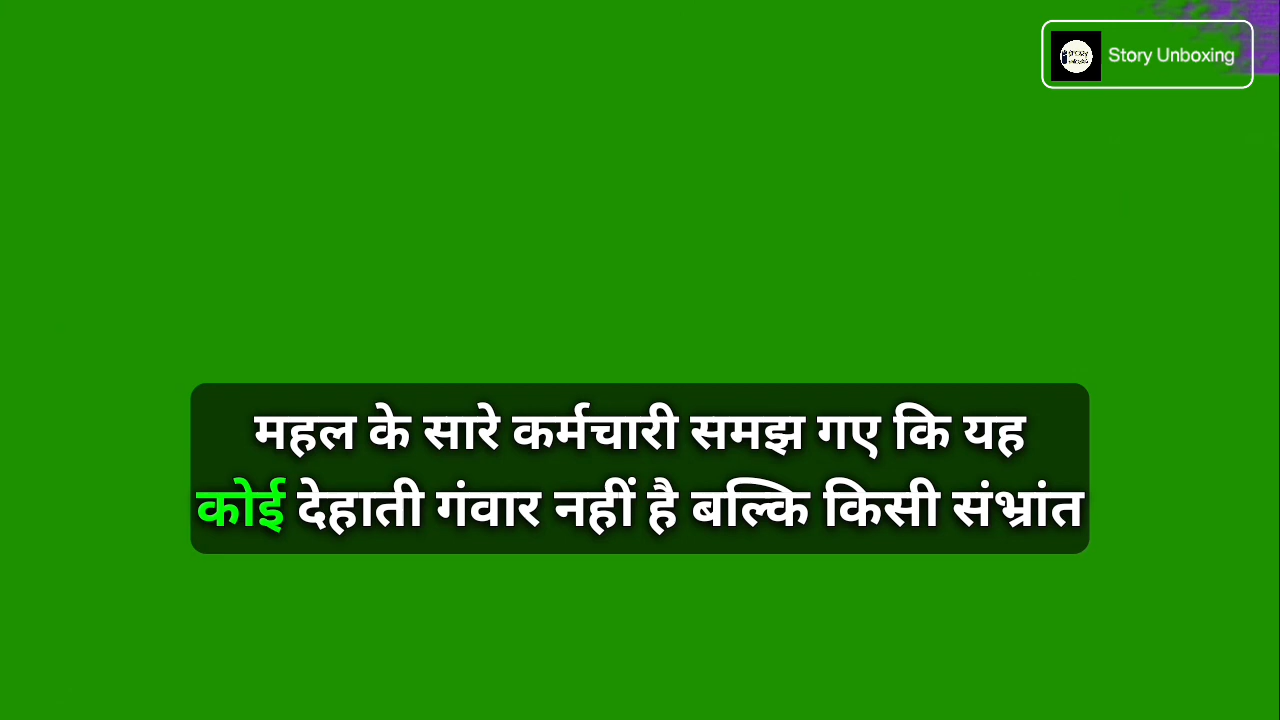 Story Unboxing
महल के सारे कर्मचारी समझ गए कि यह
कोई देहाती गंवार नहीं है बल्कि किसी संभ्रांत